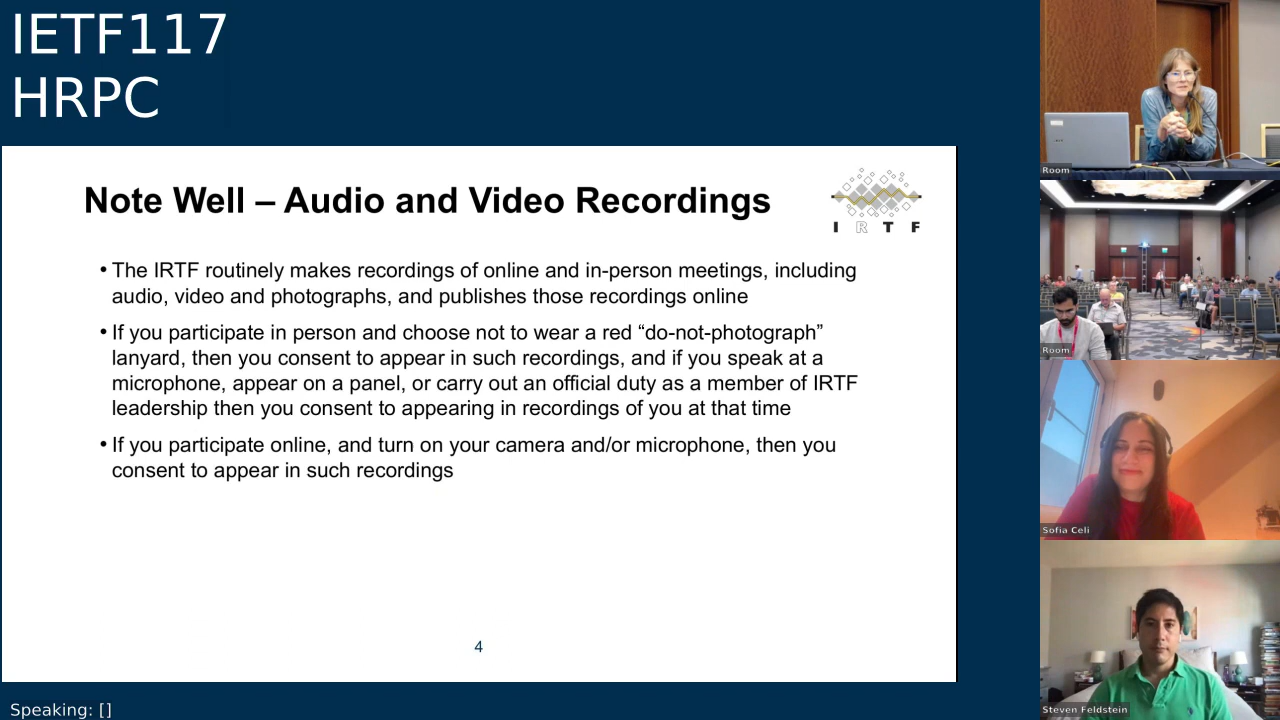 IETF117
HRPC
Note Well – Audio and Video Recordings
I R T F
• The IRTF routinely makes recordings of online and in-person meetings, including
audio, video and photographs, and publishes those recordings online
• If you participate in person and choose not to wear a red “do-not-photograph”
lanyard, then you consent to appear in such recordings, and if you speak at a
microphone, appear on a panel, or carry out an official duty as a member of IRTF
leadership then you consent to appearing in recordings of you at that time
• If you participate online, and turn on your camera and/or microphone, then you
consent to appear in such recordings
4
Speaking: []
Room
Room
Sofia Celi
Steven Feldstein